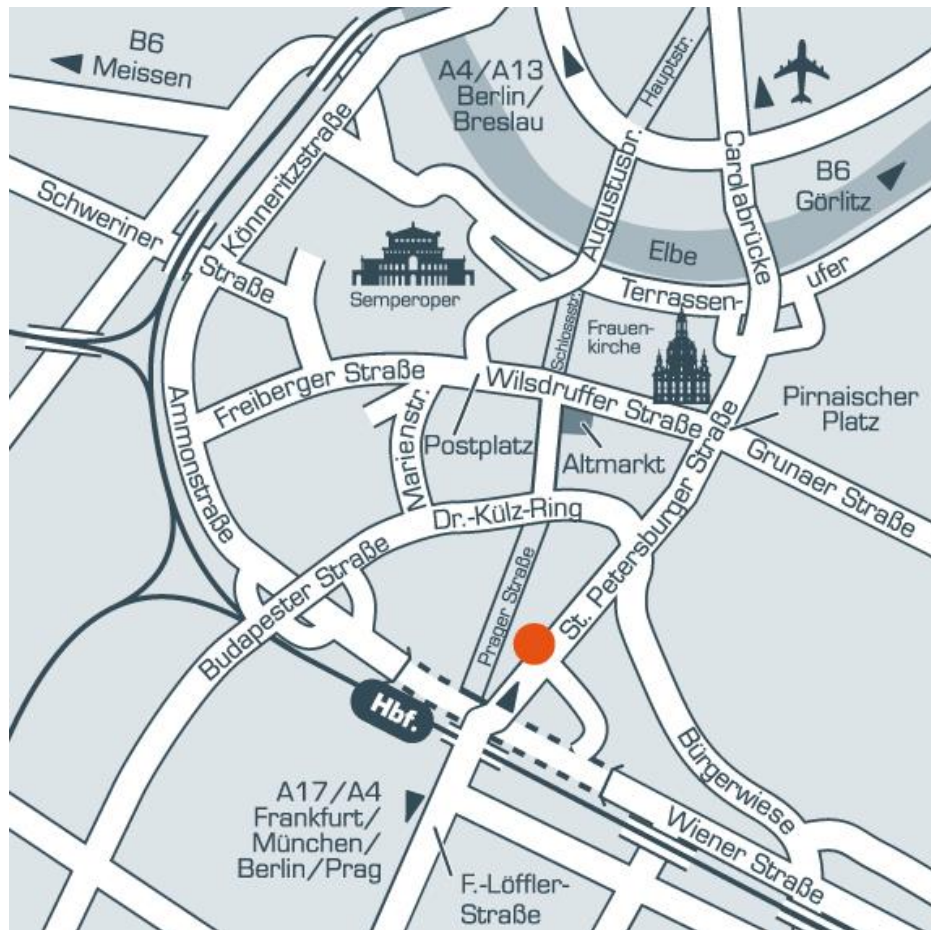 B6
Meissen
A4/A13
Berlin/
Breslau
Hauptstr.
Augustusbr.
Carolabrücke
B6
Görlitz
Könneritzstraße
Schweriner
Straße
Semperoper
Elbe
Terrassen-
ufer
Schlossstr.
Frauen-
kirche
Freiberger Straße
Wilsdruffer Straße
Pirnaischer
Platz
Ammonstraße
Marienstr.
Postplatz
Altmarkt
Grunaer Straße
Dr.-Külz-Ring
Budapester Straße
Prager Straße
St. Petersburger Straße
Hbf.
Bürgerwiese
A17/A4
Frankfurt/
München/
Berlin/Prag
Wiener Straße
F.-Löffler-
Straße